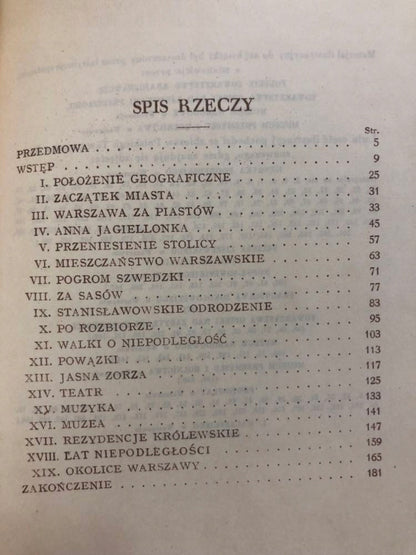 SPIS RZECZY
Str.
PRZEDMOWA . . . . . . . . . . 5
WSTĘP . . . . . . . . . . 9
I. POŁOŻENIE GEOGRAFICZNE . . . . . . . . . . 25
II. ZACZĄTEK MIASTA . . . . . . . . . . 31
III. WARSZAWA ZA PIASTÓW . . . . . . . . . . 33
IV. ANNA JAGIELLONKA . . . . . . . . . . 45
V. PRZENIESIENIE STOLICY . . . . . . . . . . 57
VI. MIESZCZAŃSTWO WARSZAWSKIE . . . . . . . . . . 63
VII. POGROM SZWEDZKI . . . . . . . . . . 71
VIII. ZA SASÓW . . . . . . . . . . 77
IX. STANISŁAWOWSKIE ODRODZENIE . . . . . . . . . . 83
X. PO ROZBIORZE . . . . . . . . . . 95
XI. WALKI O NIEPODLEGŁOŚĆ . . . . . . . . . . 103
XII. POWĄZKI . . . . . . . . . . 113
XIII. JASNA ZORZA . . . . . . . . . . 117
XIV. TEATR . . . . . . . . . . 125
XV. MUZYKA . . . . . . . . . . 133
XVI. MUZEA . . . . . . . . . . 141
XVII. REZYDENCJE KRÓLEWSKIE . . . . . . . . . . 147
XVIII. ŁAT NIEPODLEGŁOŚCI . . . . . . . . . . 159
XIX. OKOLICE WARSZAWY . . . . . . . . . . 165
ZAKOŃCZENIE . . . . . . . . . . 181